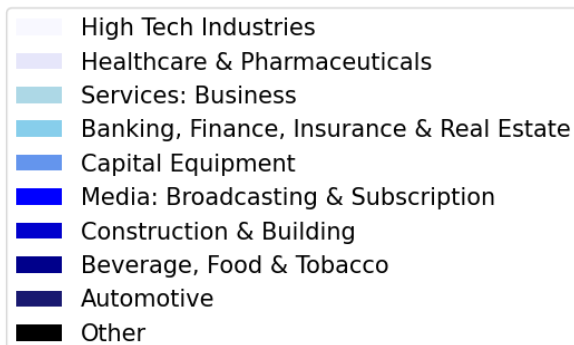 High Tech Industries
Healthcare & Pharmaceuticals
Services: Business
Banking, Finance, Insurance & Real Estate
Capital Equipment
Media: Broadcasting & Subscription
Construction & Building
Beverage, Food & Tobacco
Automotive
Other